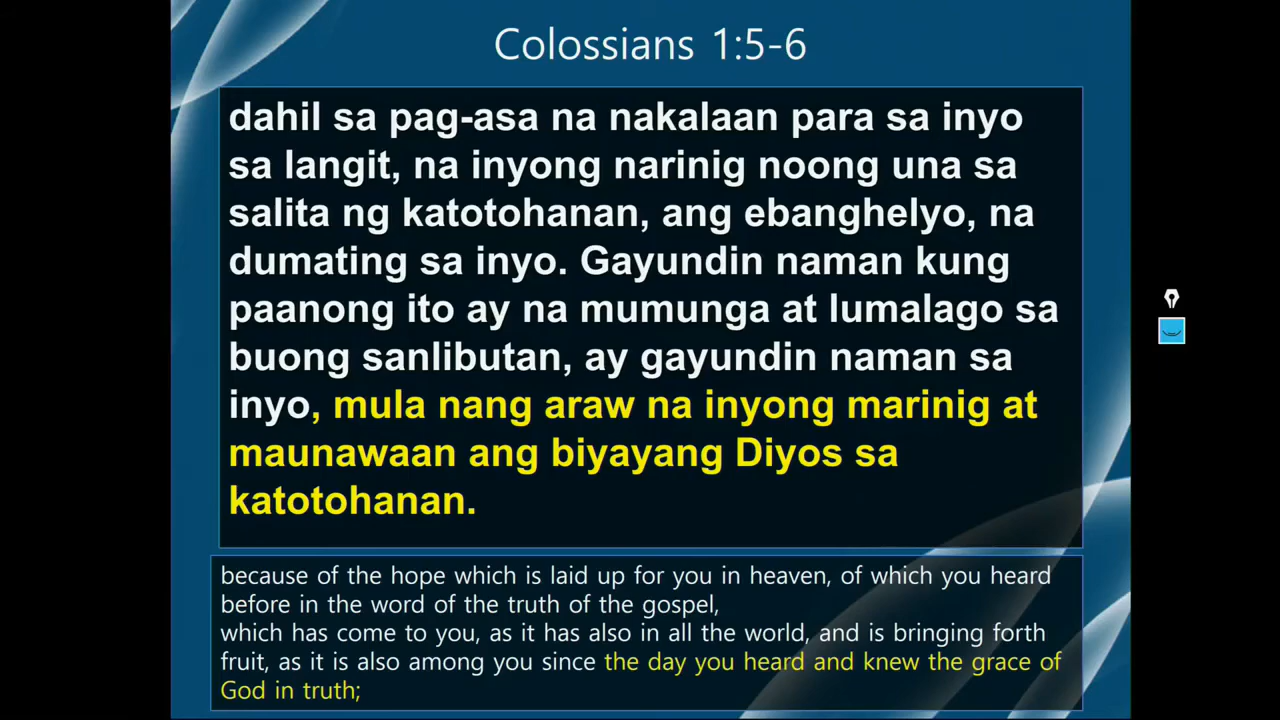 Colossians 1:5-6
dahil sa pag-asa na nakalaan para sa inyo
sa langit, na inyong narinig noong una sa
salita ng katotohanan, ang ebanghelyo, na
dumating sa inyo. Gayundin naman kung
paanong ito ay na mumunga at lumalago sa
buong sanlibutan, ay gayundin naman sa
inyo, mula nang araw na inyong marinig at
maunawaan ang biyayang Diyos sa
katotohanan.
because of the hope which is laid up for you in heaven, of which you heard
before in the word of the truth of the gospel,
which has come to you, as it has also in all the world, and is bringing forth
fruit, as it is also among you since the day you heard and knew the grace of
God in truth;